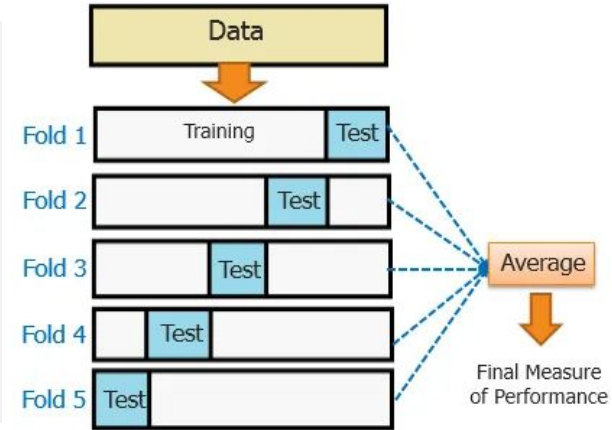 Data
Fold 1
Training
Test
Fold 2
Test
Fold 3
Test
Fold 4
Test
Fold 5
Test
Average
Final Measure
of Performance